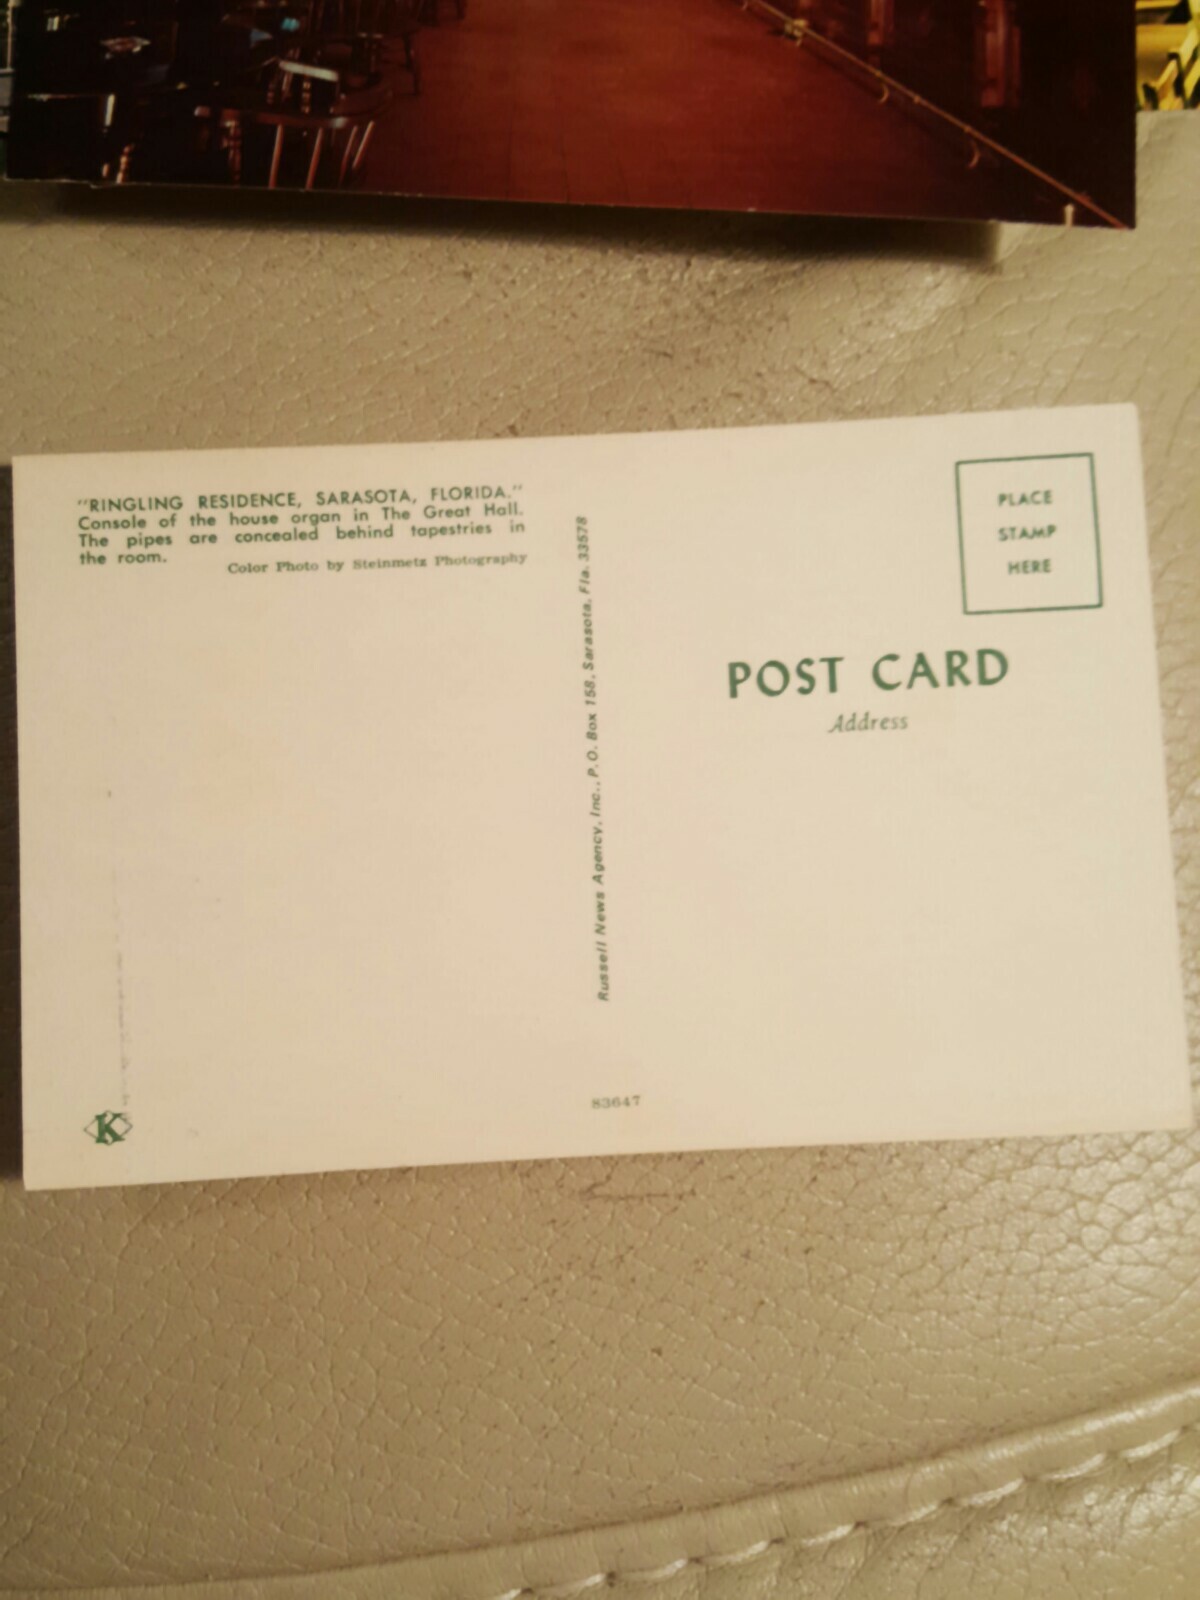 "RINGLING RESIDENCE, SARASOTA, FLORIDA."
Console of the house organ in The Great Hall.
The pipes are concealed behind tapestries in
the room.
Color Photo by Steinmetz Photography
Russell News Agency, Inc., P.O. Box 158, Sarasota, Fla. 33578
PLACE
STAMP
HERE
POST CARD
Address
83647
K